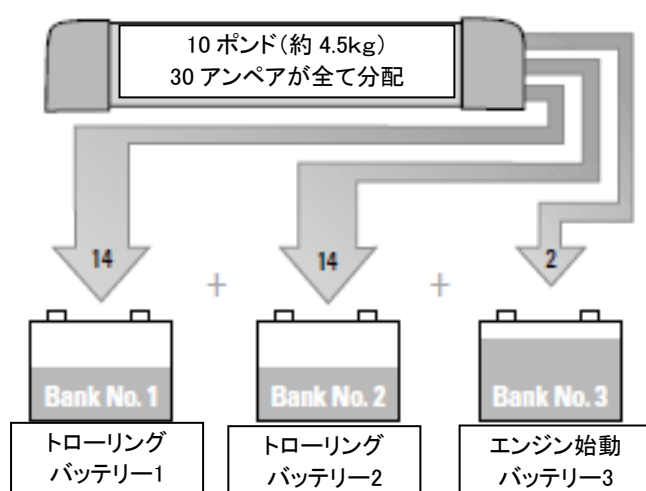 10 ポンド（約 4.5kg）
30 アンペアが全て分配
14
+
14
+
2
Bank No. 1
Bank No. 2
Bank No. 3
トローリング
バッテリー1
トローリング
バッテリー2
エンジン始動
バッテリー3